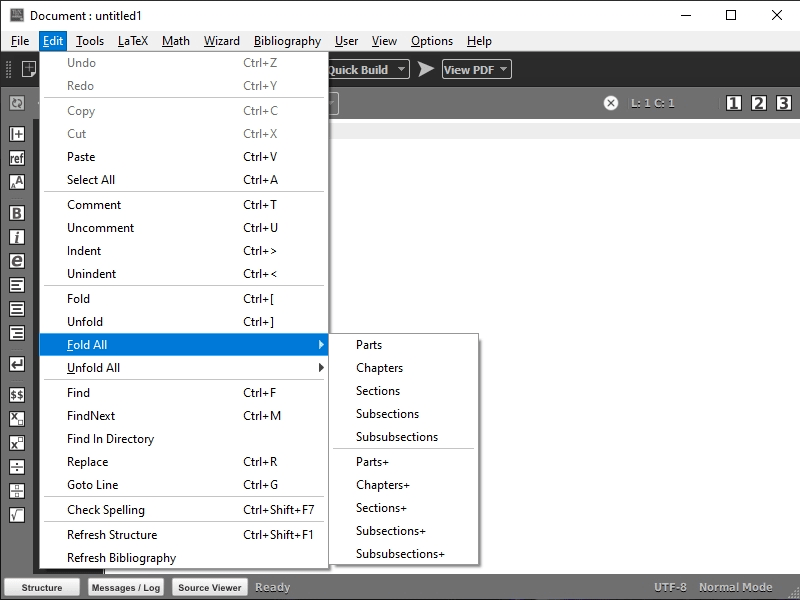 Document : untitled1
File Edit Tools LaTeX Math Wizard Bibliography User View Options Help
Quick Build View PDF
L: 1 C: 1 1 2 3
Undo Ctrl+Z
Redo Ctrl+Y
Copy Ctrl+C
Cut Ctrl+X
Paste Ctrl+V
Select All Ctrl+A
Comment Ctrl+T
Uncomment Ctrl+U
Indent Ctrl+>
Unindent Ctrl+<
Fold Ctrl+[
Unfold Ctrl+]
Fold All
Unfold All
Find Ctrl+F
FindNext Ctrl+M
Find In Directory
Replace Ctrl+R
Goto Line Ctrl+G
Check Spelling Ctrl+Shift+F7
Refresh Structure Ctrl+Shift+F1
Refresh Bibliography
Parts
Chapters
Sections
Subsections
Subsubsections
Parts+
Chapters+
Sections+
Subsections+
Subsubsections+
ref
AA
B
i
e
$$
X
X
Structure Messages / Log Source Viewer Ready UTF-8 Normal Mode